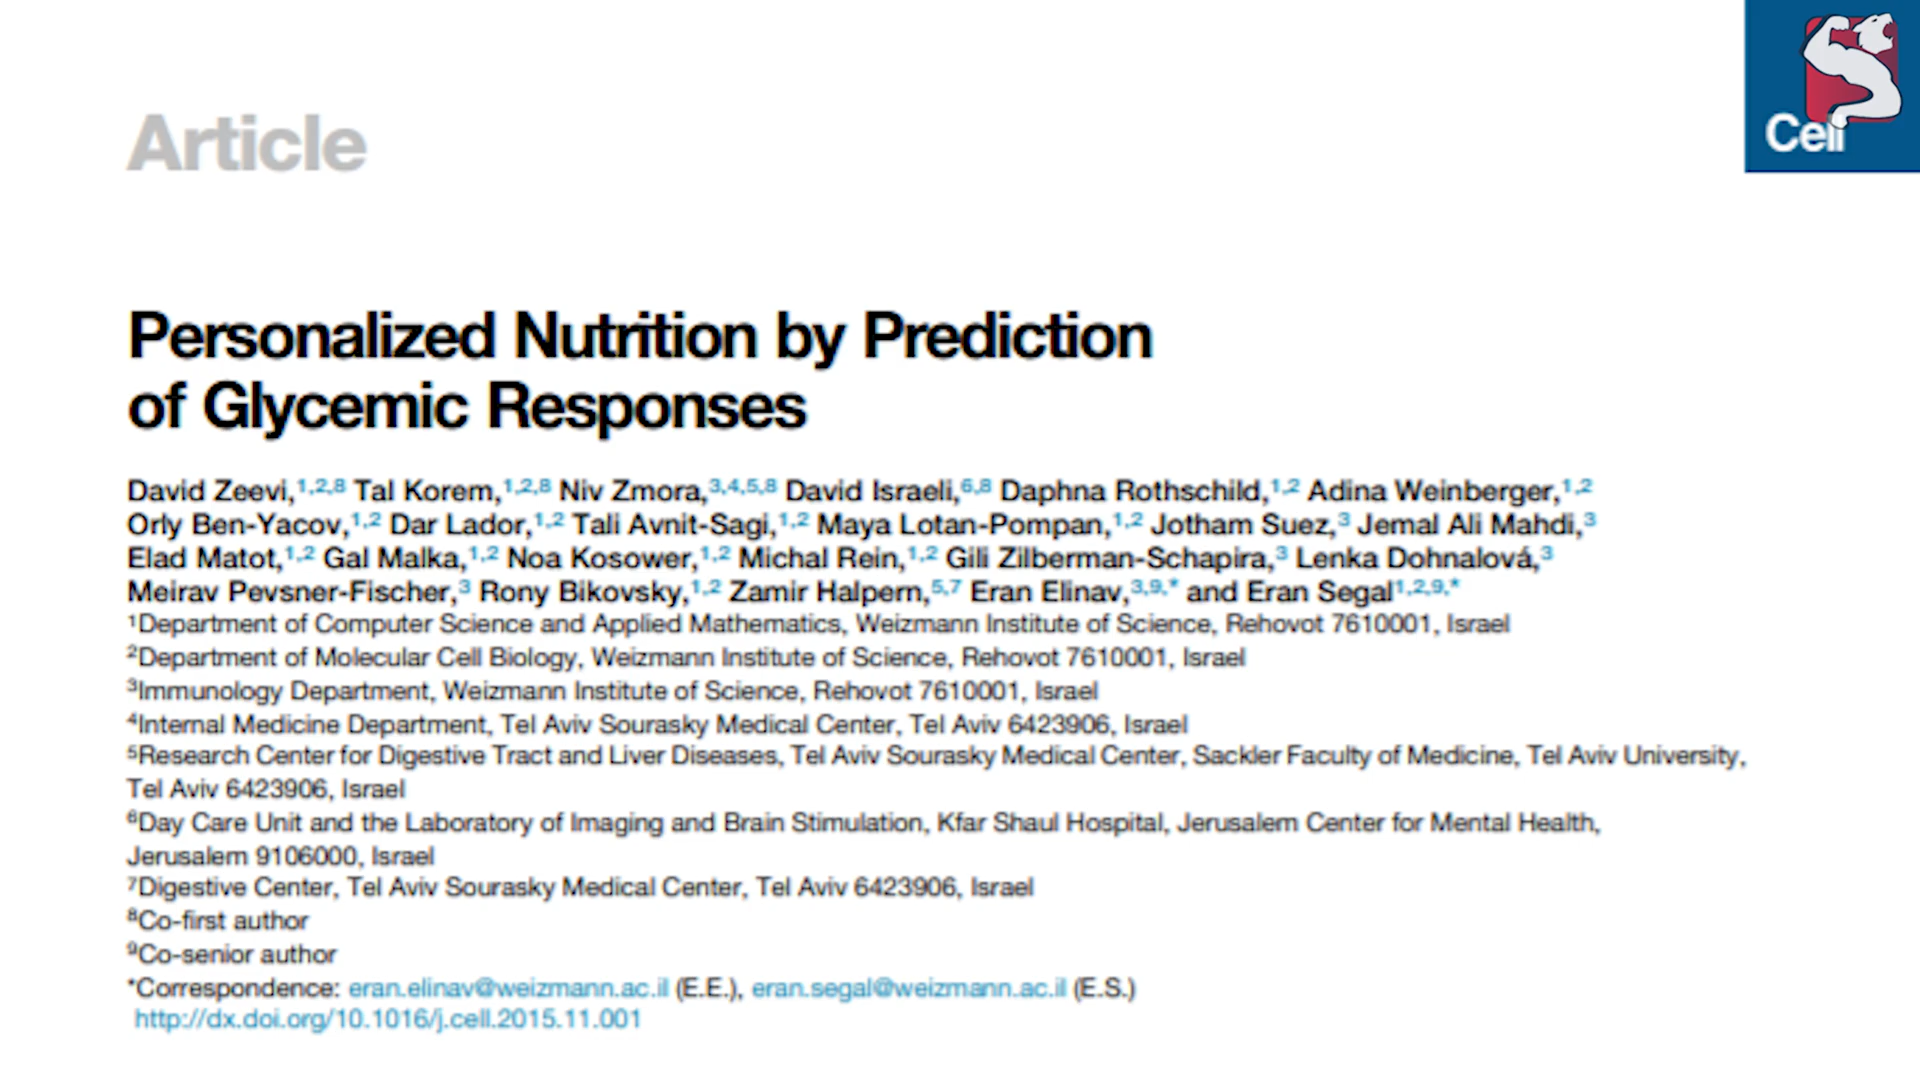 Article
Cell
Personalized Nutrition by Prediction
of Glycemic Responses
David Zeevi,1,2,8 Tal Korem,1,2,8 Niv Zmora,3,4,5,8 David Israeli,6,8 Daphna Rothschild,1,2 Adina Weinberger,1,2
Orly Ben-Yacov,1,2 Dar Lador,1,2 Tali Avnit-Sagi,1,2 Maya Lotan-Pompan,1,2 Jotham Suez,3 Jemal Ali Mahdi,3
Elad Matot,1,2 Gal Malka,1,2 Noa Kosower,1,2 Michal Rein,1,2 Gili Zilberman-Schapira,3 Lenka Dohnalová,3
Meirav Pevsner-Fischer,3 Rony Bikovsky,1,2 Zamir Halpern,5,7 Eran Elinav,3,9,* and Eran Segal1,2,9,*
1Department of Computer Science and Applied Mathematics, Weizmann Institute of Science, Rehovot 7610001, Israel
2Department of Molecular Cell Biology, Weizmann Institute of Science, Rehovot 7610001, Israel
3Immunology Department, Weizmann Institute of Science, Rehovot 7610001, Israel
4Internal Medicine Department, Tel Aviv Sourasky Medical Center, Tel Aviv 6423906, Israel
5Research Center for Digestive Tract and Liver Diseases, Tel Aviv Sourasky Medical Center, Sackler Faculty of Medicine, Tel Aviv University,
Tel Aviv 6423906, Israel
6Day Care Unit and the Laboratory of Imaging and Brain Stimulation, Kfar Shaul Hospital, Jerusalem Center for Mental Health,
Jerusalem 9106000, Israel
7Digestive Center, Tel Aviv Sourasky Medical Center, Tel Aviv 6423906, Israel
8Co-first author
9Co-senior author
*Correspondence: eran.elinav@weizmann.ac.il (E.E.), eran.segal@weizmann.ac.il (E.S.)
http://dx.doi.org/10.1016/j.cell.2015.11.001